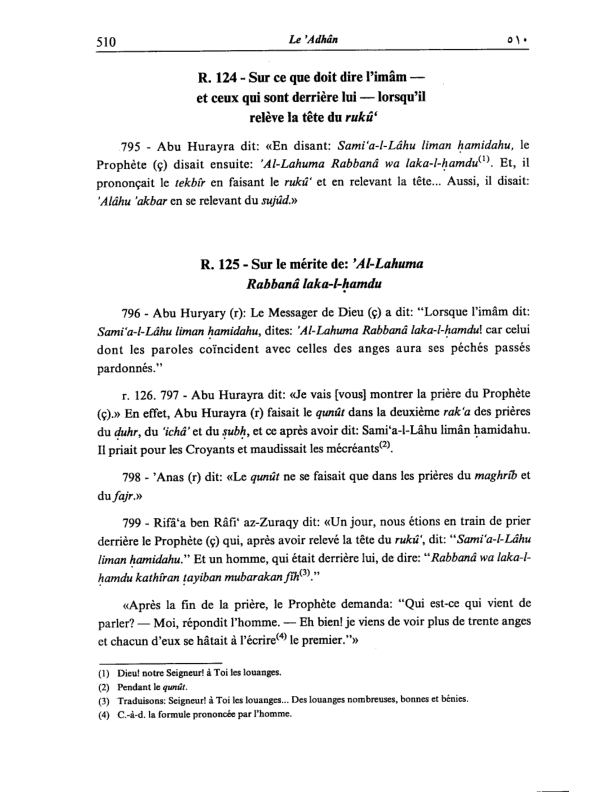 510 Le 'Adhân ٥١٠
R. 124 - Sur ce que doit dire l'imâm —
et ceux qui sont derrière lui — lorsqu'il
relève la tête du rukû‘
795 - Abu Hurayra dit: «En disant: Sami‘a-l-Lâhu liman ḥamidahu, le
Prophète (ç) disait ensuite: 'Al-Lahuma Rabbanâ wa laka-l-ḥamdu(1). Et, il
prononçait le tekbîr en faisant le rukû‘ et en relevant la tête... Aussi, il disait:
'Alâhu 'akbar en se relevant du sujûd.»
R. 125 - Sur le mérite de: 'Al-Lahuma
Rabbanâ laka-l-ḥamdu
796 - Abu Huryary (r): Le Messager de Dieu (ç) a dit: “Lorsque l'imâm dit:
Sami‘a-l-Lâhu liman ḥamidahu, dites: 'Al-Lahuma Rabbanâ laka-l-ḥamdu! car celui
dont les paroles coïncident avec celles des anges aura ses péchés passés
pardonnés.”
r. 126. 797 - Abu Hurayra dit: «Je vais [vous] montrer la prière du Prophète
(ç).» En effet, Abu Hurayra (r) faisait le qunût dans la deuxième rak‘a des prières
du ḍuhr, du ‘ichâ' et du ṣubḥ, et ce après avoir dit: Sami‘a-l-Lâhu limân ḥamidahu.
Il priait pour les Croyants et maudissait les mécréants(2).
798 - 'Anas (r) dit: «Le qunût ne se faisait que dans les prières du maghrîb et
du fajr.»
799 - Rifâ‘a ben Râfi‘ az-Zuraqy dit: «Un jour, nous étions en train de prier
derrière le Prophète (ç) qui, après avoir relevé la tête du rukû‘, dit: “Sami‘a-l-Lâhu
liman ḥamidahu.” Et un homme, qui était derrière lui, de dire: “Rabbanâ wa laka-l-
ḥamdu kathîran ṭayiban mubarakan fîh(3).”
«Après la fin de la prière, le Prophète demanda: “Qui est-ce qui vient de
parler? — Moi, répondit l'homme. — Eh bien! je viens de voir plus de trente anges
et chacun d'eux se hâtait à l'écrire(4) le premier.”»
(1) Dieu! notre Seigneur! à Toi les louanges.
(2) Pendant le qunût.
(3) Traduisons: Seigneur! à Toi les louanges... Des louanges nombreuses, bonnes et bénies.
(4) C.-à-d. la formule prononcée par l'homme.